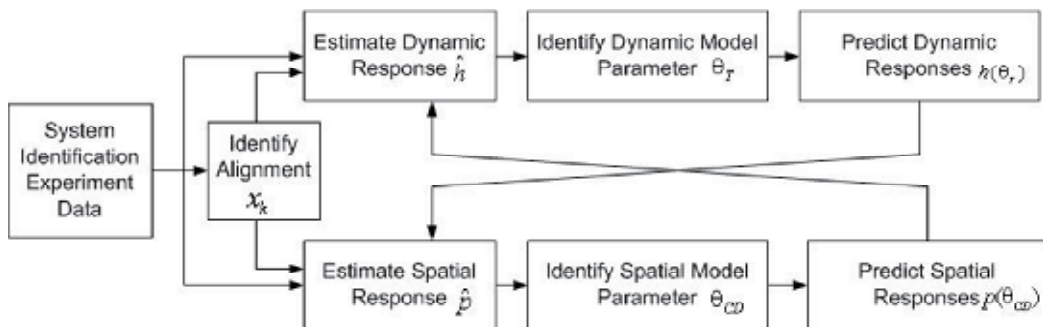 Estimate Dynamic
Response ĥ
Identify Dynamic Model
Parameter θ_T
Predict Dynamic
Responses h(θ_T)
System
Identification
Experiment
Data
Identify
Alignment
x_k
Estimate Spatial
Response p̂
Identify Spatial Model
Parameter θ_CD
Predict Spatial
Responses p(θ_CD)